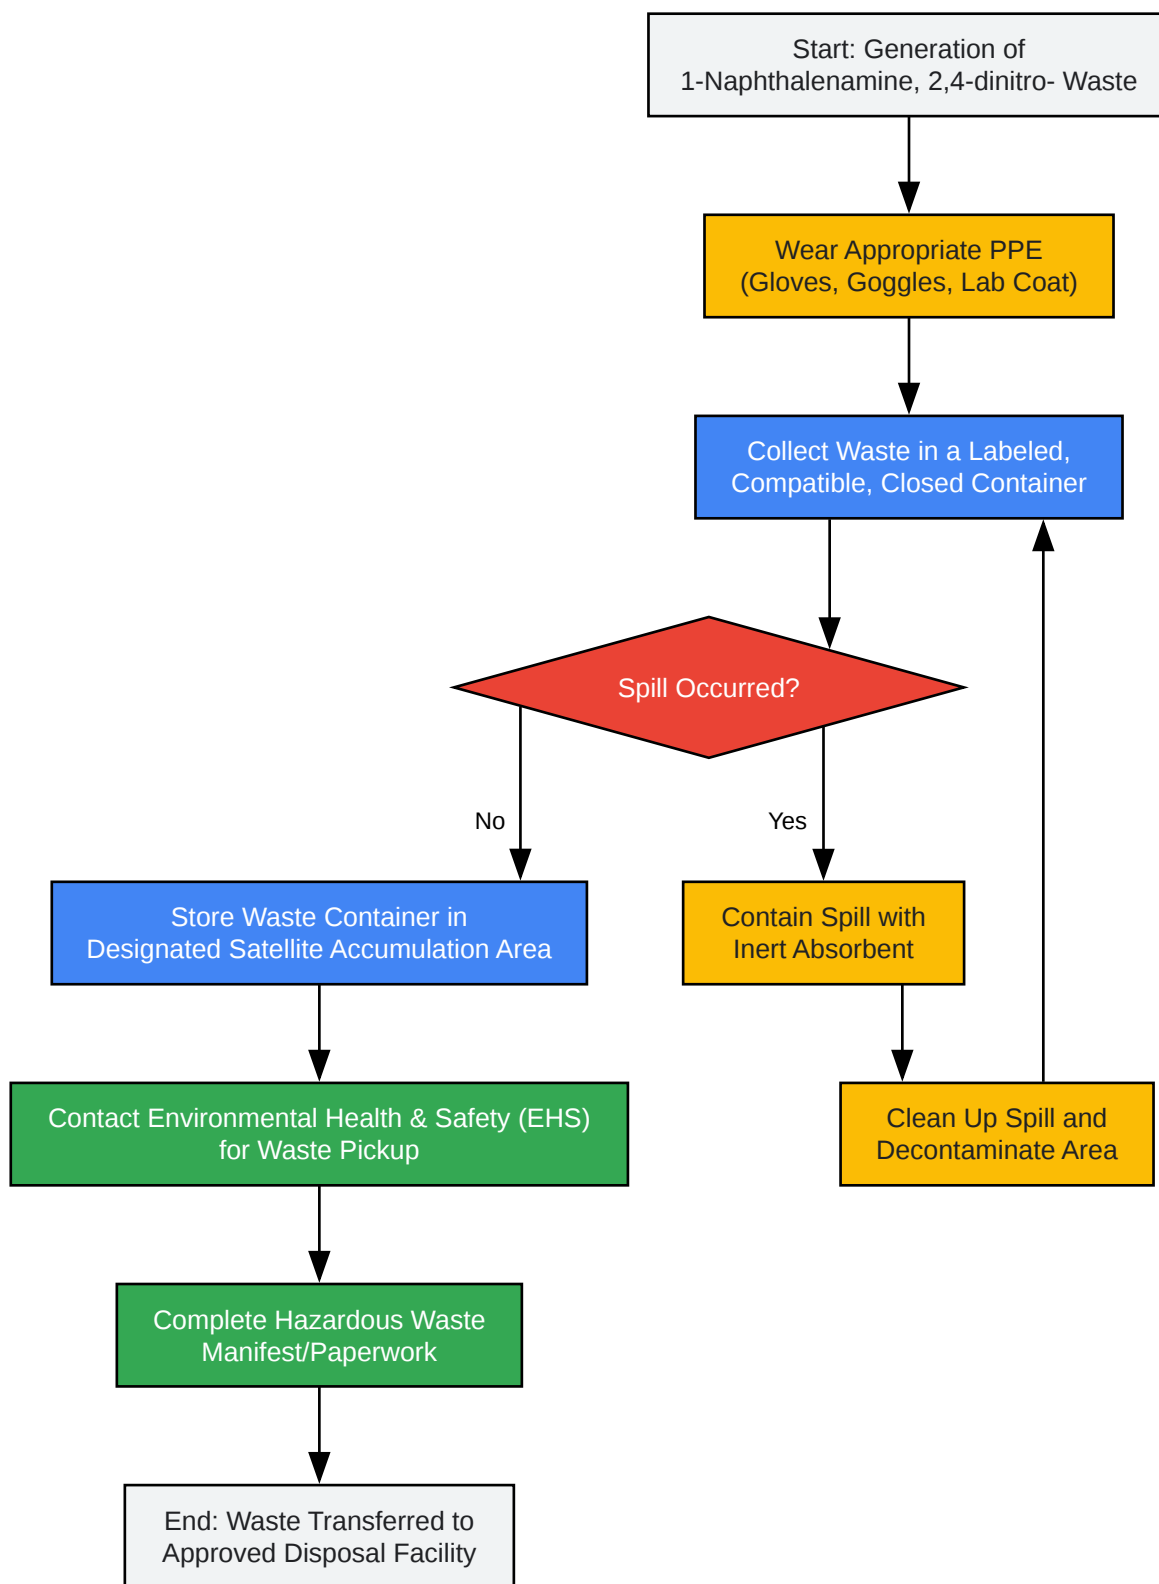 Start: Generation of
1-Naphthalenamine, 2,4-dinitro- Waste
Wear Appropriate PPE
(Gloves, Goggles, Lab Coat)
Collect Waste in a Labeled,
Compatible, Closed Container
Spill Occurred?
No
Yes
Store Waste Container in
Designated Satellite Accumulation Area
Contain Spill with
Inert Absorbent
Contact Environmental Health & Safety (EHS)
for Waste Pickup
Clean Up Spill and
Decontaminate Area
Complete Hazardous Waste
Manifest/Paperwork
End: Waste Transferred to
Approved Disposal Facility